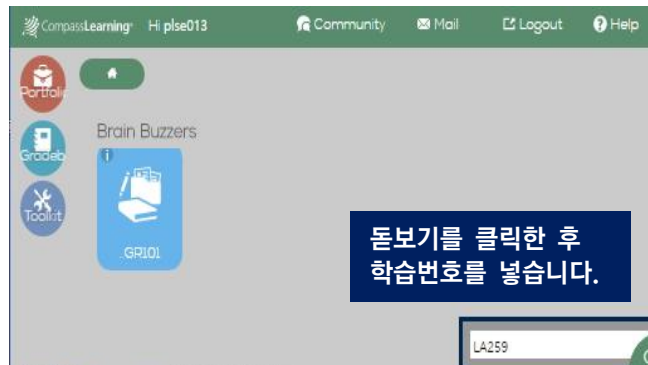 CompassLearning Hi plse013 Community Mail Logout Help
Portfolio
Brain Buzzers
Gradeb
Toolkit
GR101
돋보기를 클릭한 후
학습번호를 넣습니다.
LA259